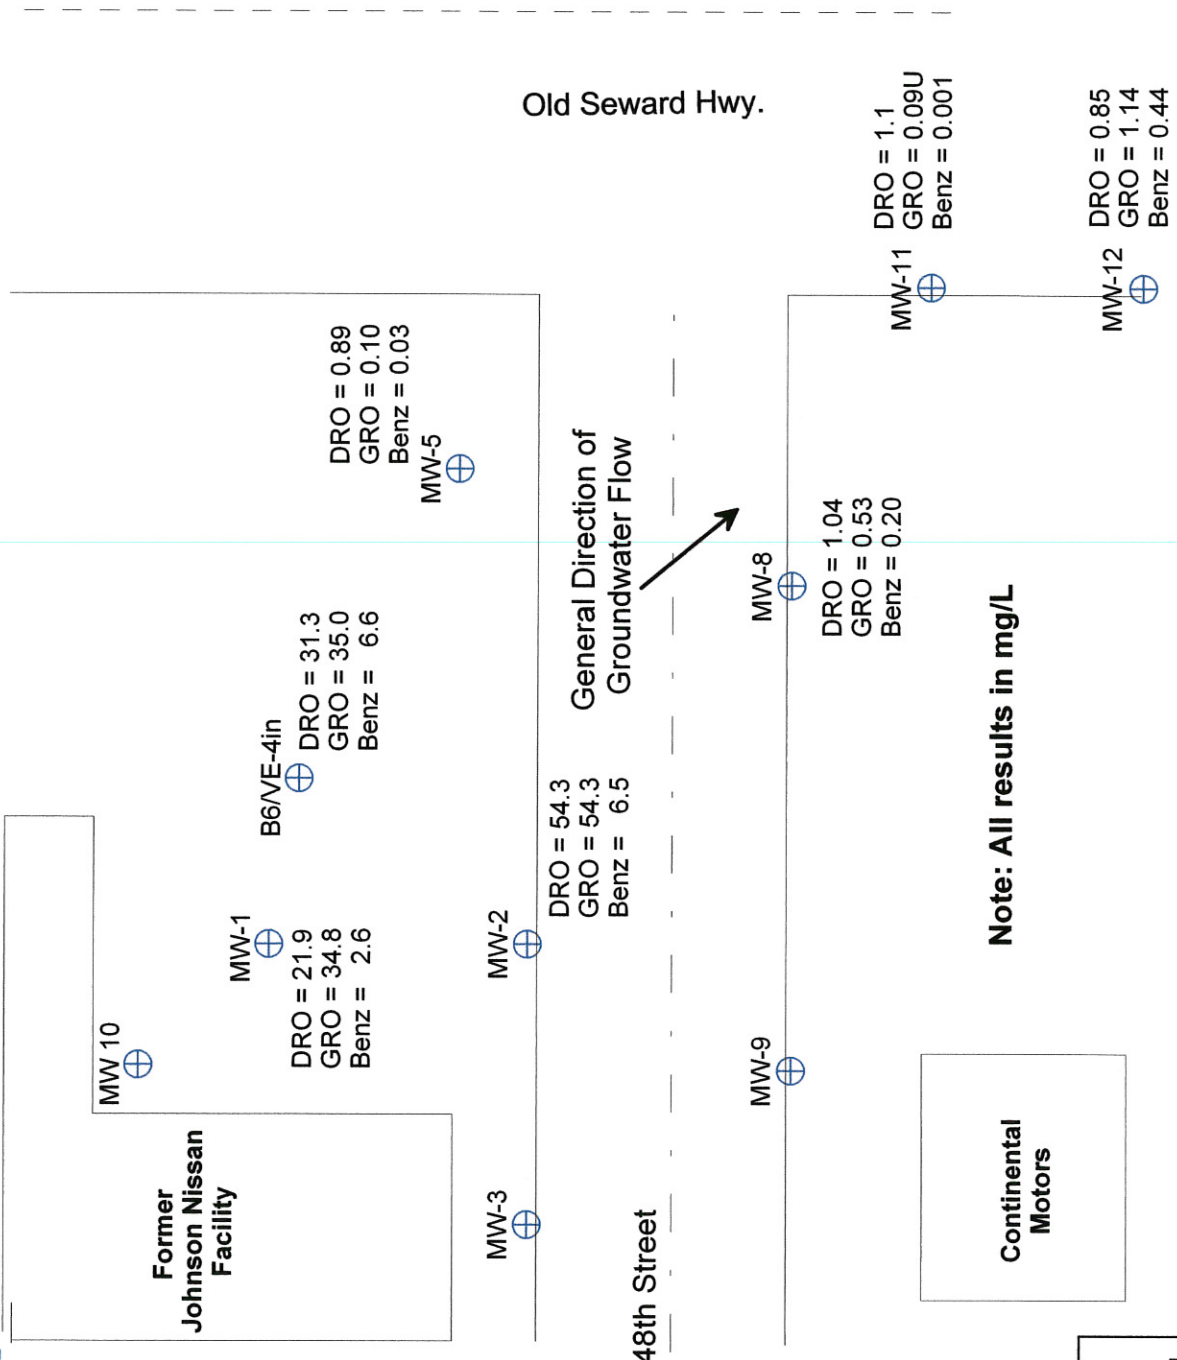 Old Seward Hwy.
DRO = 1.1
GRO = 0.09U
Benz = 0.001
MW-11
DRO = 0.85
GRO = 1.14
Benz = 0.44
MW-12
DRO = 0.89
GRO = 0.10
Benz = 0.03
MW-5
General Direction of
Groundwater Flow
MW-8
DRO = 1.04
GRO = 0.53
Benz = 0.20
B6/VE-4in
DRO = 31.3
GRO = 35.0
Benz = 6.6
MW-1
DRO = 21.9
GRO = 34.8
Benz = 2.6
MW-2
DRO = 54.3
GRO = 54.3
Benz = 6.5
Note: All results in mg/L
MW 10
MW-9
Former
Johnson Nissan
Facility
MW-3
48th Street
Continental
Motors